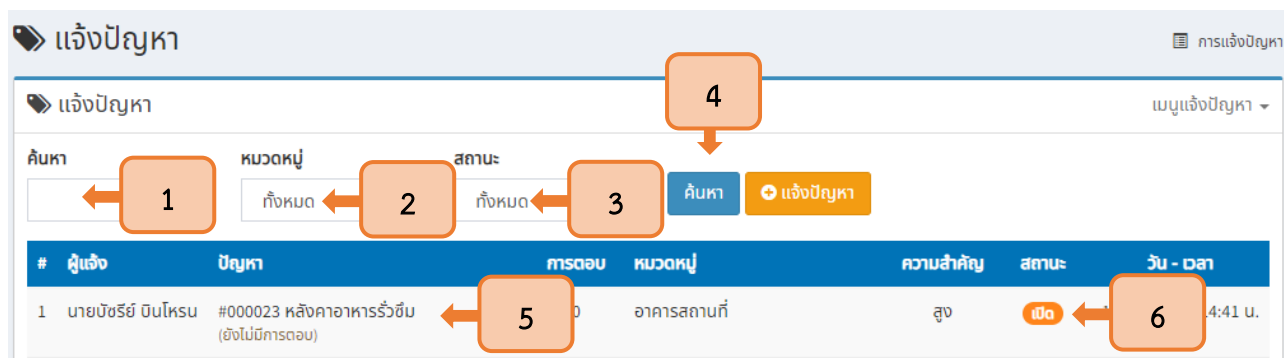 แจ้งปัญหา
การแจ้งปัญหา
4
แจ้งปัญหา
เมนูแจ้งปัญหา
ค้นหา หมวดหมู่ สถานะ
1 ทั้งหมด 2 ทั้งหมด 3 ค้นหา แจ้งปัญหา
# ผู้แจ้ง ปัญหา การตอบ หมวดหมู่ ความสำคัญ สถานะ วัน - เวลา
1 นายบัซรีย์ บินโหรน #000023 หลังคาอาหารรั่วซึม 5 0 อาคารสถานที่ สูง เปิด 6 4:41 น.
(ยังไม่มีการตอบ)